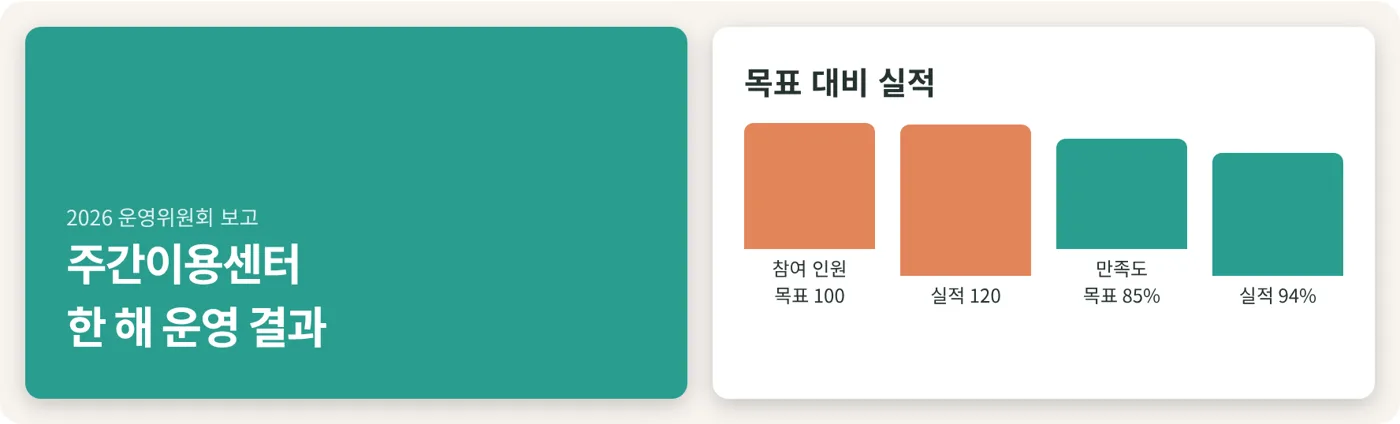 2026 운영위원회 보고
주간이용센터
한 해 운영 결과
목표 대비 실적
참여 인원
목표 100
실적 120
만족도
목표 85%
실적 94%